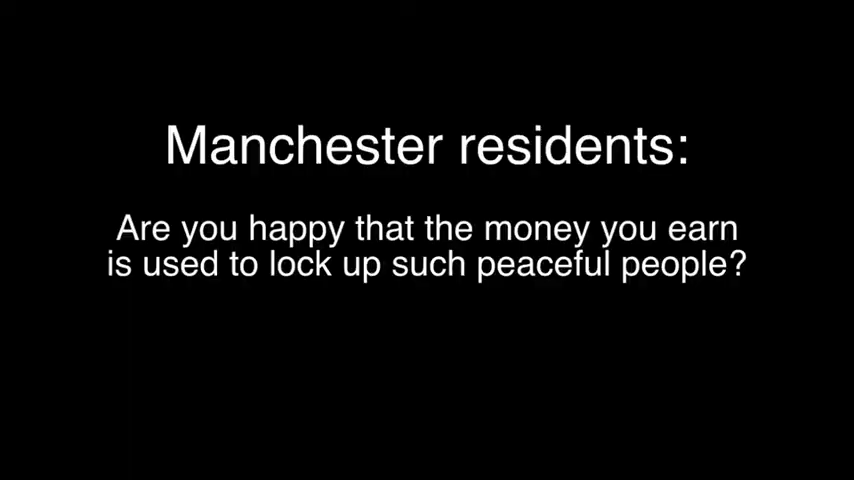 Manchester residents:
Are you happy that the money you earn
is used to lock up such peaceful people?